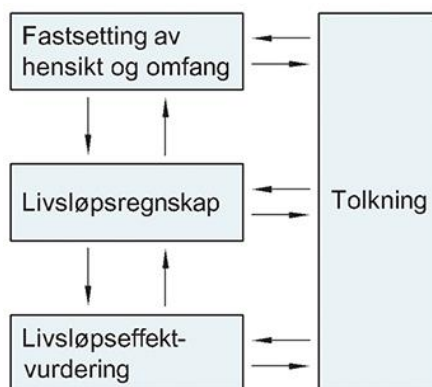 Fastsetting av
hensikt og omfang
Livsløpsregnskap
Tolkning
Livsløpseffekt-
vurdering